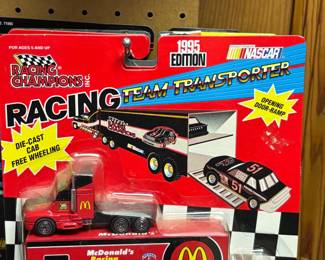 FOR AGES 5 AND UP
RACING
CHAMPIONS
INC.
1995
EDITION
NASCAR
RACING
TEAM TRANSPORTER
DIE-CAST
CAB
FREE WHEELING
OPENING
DOOR-RAMP
51
51
McDonald's
Racing